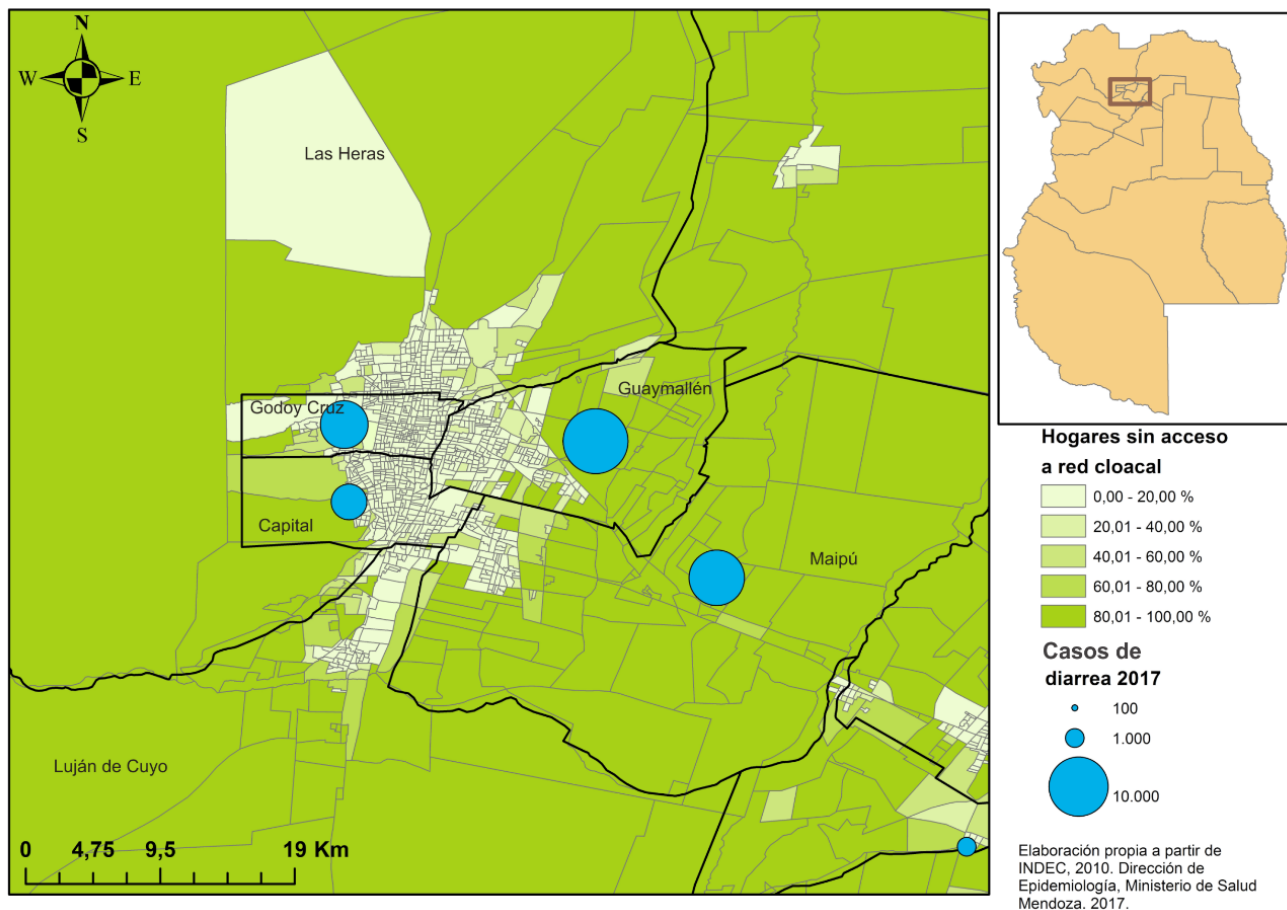 N
W
E
S
Las Heras
Godoy Cruz
Guaymallén
Capital
Maipú
Luján de Cuyo
0 4,75 9,5 19 Km
Hogares sin acceso
a red cloacal
0,00 - 20,00 %
20,01 - 40,00 %
40,01 - 60,00 %
60,01 - 80,00 %
80,01 - 100,00 %
Casos de
diarrea 2017
100
1.000
10.000
Elaboración propia a partir de
INDEC, 2010. Dirección de
Epidemiología, Ministerio de Salud
Mendoza, 2017.